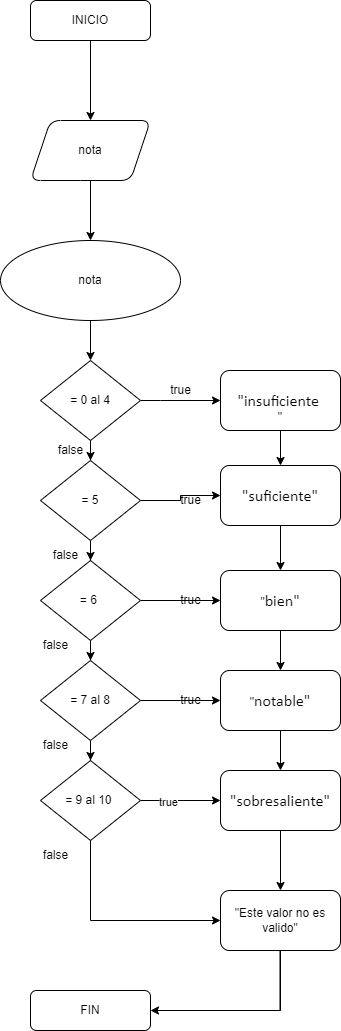 INICIO
nota
nota
= 0 al 4
true
"insuficiente
"
false
= 5
true
"suficiente"
false
= 6
true
"bien"
false
= 7 al 8
true
"notable"
false
= 9 al 10
true
"sobresaliente"
false
"Este valor no es
valido"
FIN